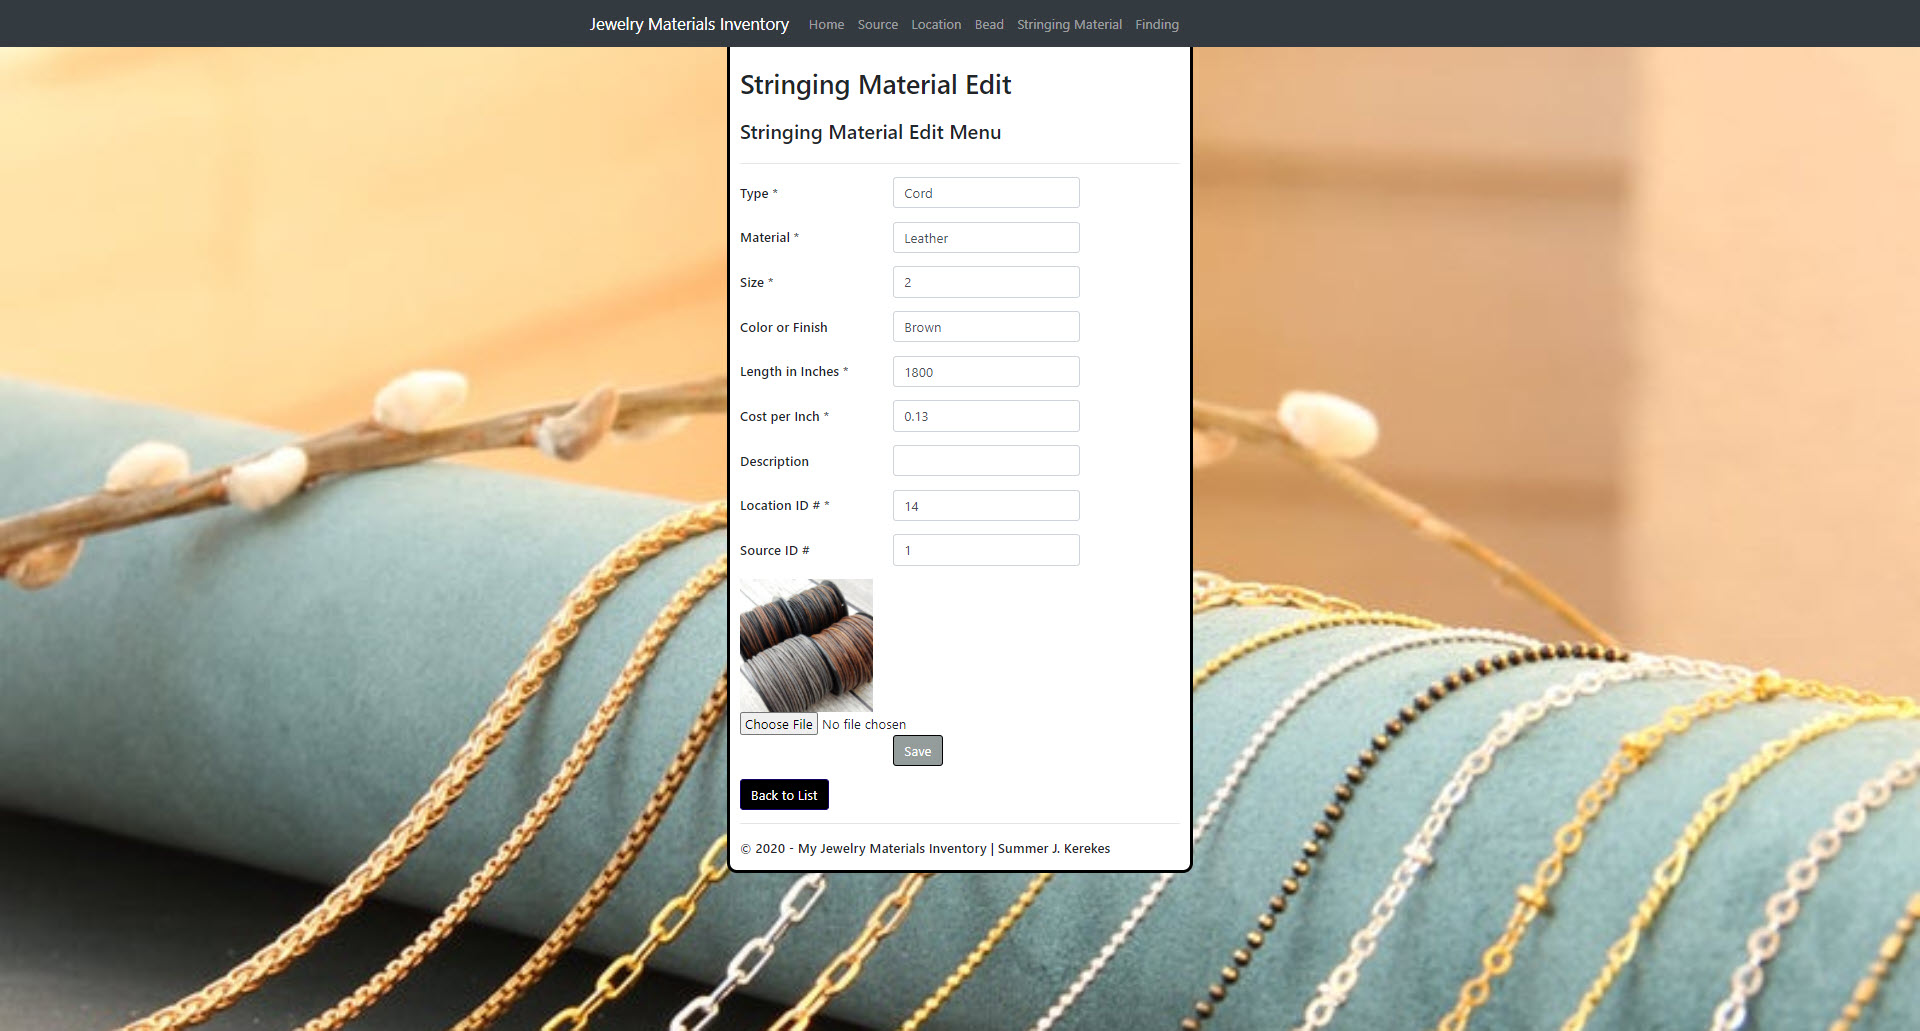 Jewelry Materials Inventory Home Source Location Bead Stringing Material Finding
Stringing Material Edit
Stringing Material Edit Menu
Type * Cord
Material * Leather
Size * 2
Color or Finish Brown
Length in Inches * 1800
Cost per Inch * 0.13
Description
Location ID # * 14
Source ID # 1
Choose File No file chosen
Save
Back to List
© 2020 - My Jewelry Materials Inventory | Summer J. Kerekes